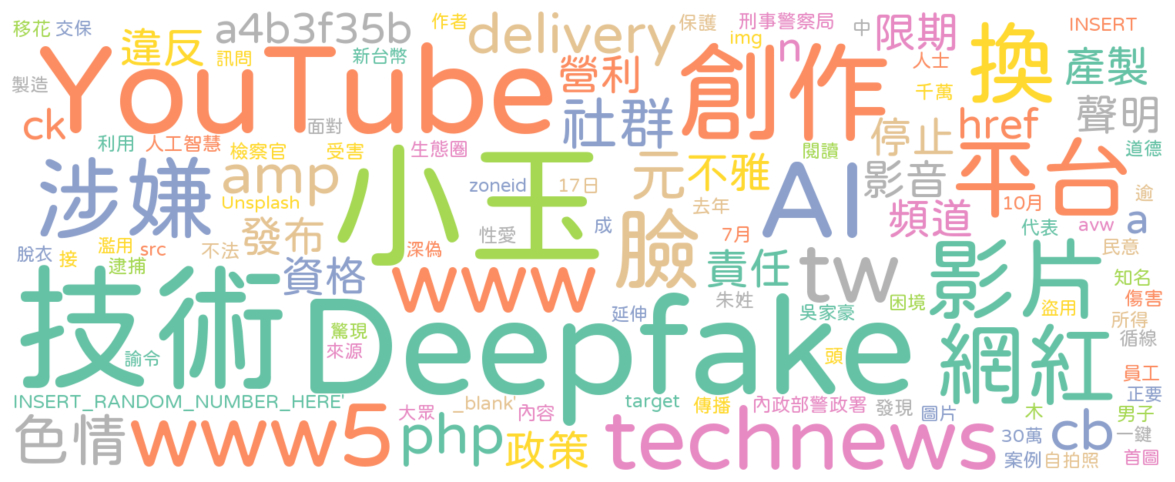 移花 交保 違反 a4b3f35b 作者 delivery 保護 刑事警察局 中 限期 換 INSERT
訊問 新台幣 img n 人士 產製
製造 YouTube 營利 創作 千萬 聲明
ck 面對 社群 停止 href
利用 人工智慧 檢察官 受害 生態圈 閱讀 平台 道德
涉嫌 amp 小玉 zoneid 17日 元 不雅 AI 影音
Unsplash 去年 10月 逾
發布 性愛 成 臉 7月 頻道 代表 avw a
脫衣 接 濫用 src 不法 深偽 民意
逮捕 資格 www 責任 tw 影片 知名
技術 延伸 朱姓 吳家豪 困境 盜用 傷害
驚現 Deepfake 所得
諭令 來源 頭 網紅 循線
員工
INSERT_RANDOM_NUMBER_HERE' 大眾 _blank' 內容 target 傳播 內政部警政署 發現 圖片 木 男子 正要
色情 www5 php 政策 technews 30萬 cb 一鍵
案例 自拍照 首圖